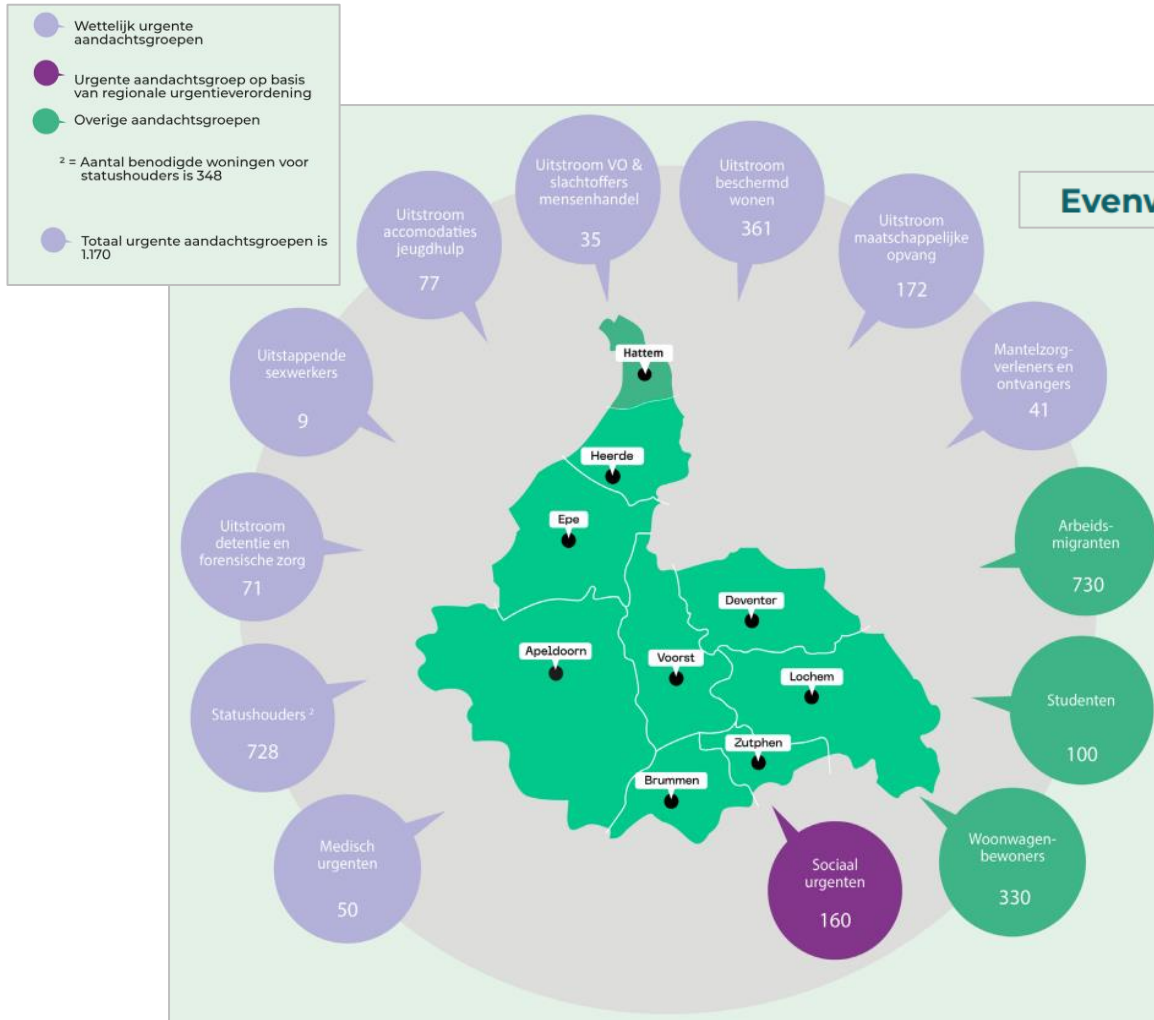 Wettelijk urgente
aandachtsgroepen
Urgente aandachtsgroep op basis
van regionale urgentieverordening
Overige aandachtsgroepen
² = Aantal benodigde woningen voor
statushouders is 348
Totaal urgente aandachtsgroepen is
1.170
Uitstroom VO &
slachtoffers
mensenhandel
35
Uitstroom
beschermd
wonen
361
Evenw
Uitstroom
accomodaties
jeugdhulp
77
Uitstroom
maatschappelijke
opvang
172
Uitstappende
sexwerkers
9
Mantelzorg-
verleners en
ontvangers
41
Hattem
Heerde
Epe
Uitstroom
detentie en
forensische zorg
71
Arbeids-
migranten
730
Deventer
Apeldoorn
Voorst
Lochem
Statushouders ²
728
Studenten
100
Zutphen
Brummen
Medisch
urgenten
50
Sociaal
urgenten
160
Woonwagen-
bewoners
330